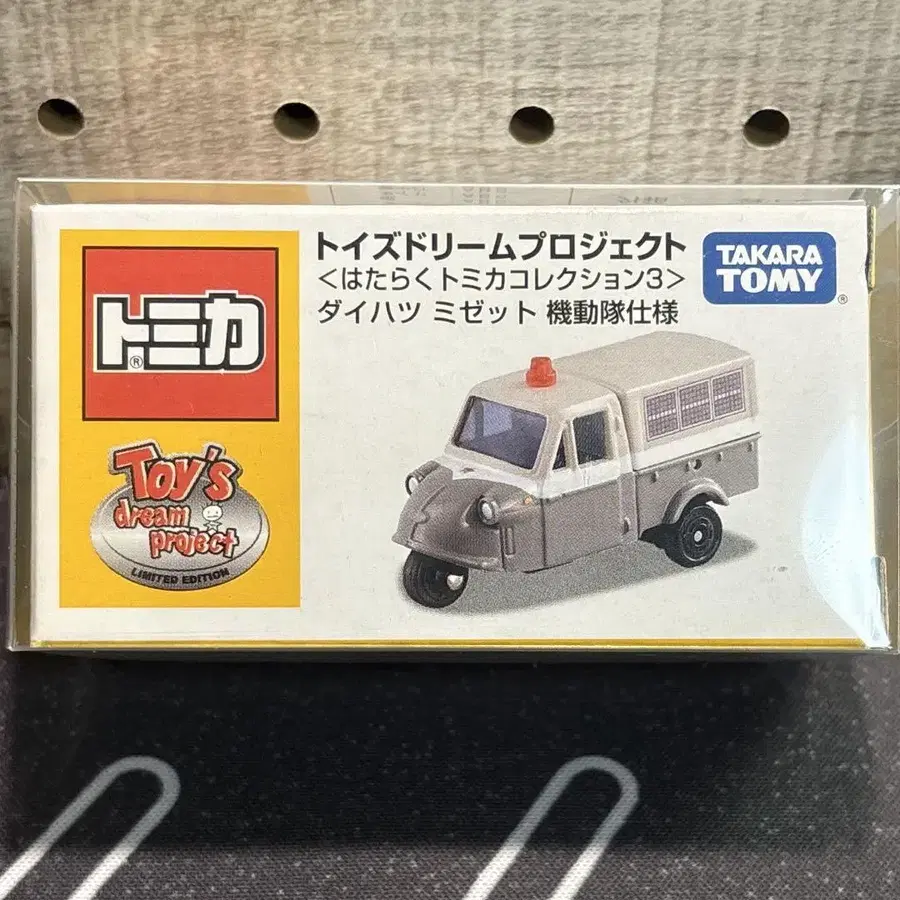 トイズドリームプロジェクト
<はたらくトミカコレクション3>
ダイハツ ミゼット 機動隊仕様
TAKARA
TOMY
®
トミカ
®
Toy's
dream
project
LIMITED EDITION